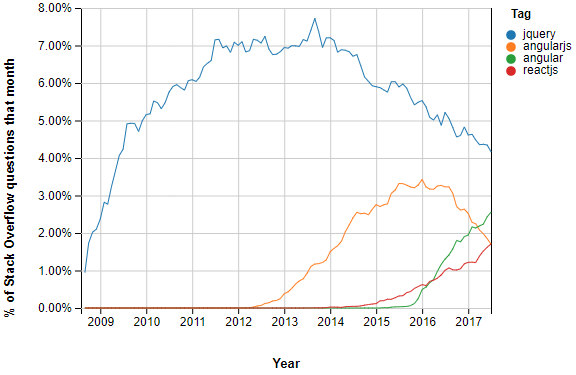 8.00%
7.00%
6.00%
5.00%
4.00%
3.00%
2.00%
1.00%
0.00%
% of Stack Overflow questions that month
2009 2010 2011 2012 2013 2014 2015 2016 2017
Year
Tag
jquery
angularjs
angular
reactjs